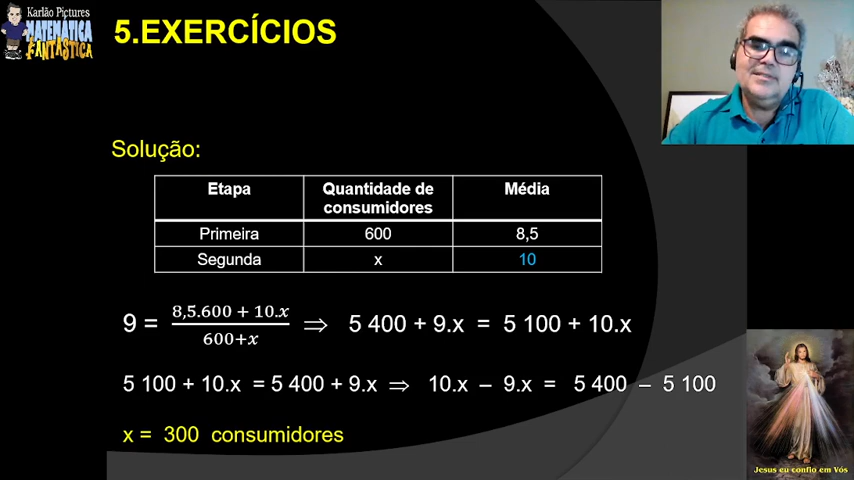 Karlão Pictures
MATEMÁTICA
FANTÁSTICA
5.EXERCÍCIOS
Solução:
Etapa Quantidade de consumidores Média
Primeira 600 8,5
Segunda x 10
9 = (8,5.600 + 10.x)/(600+x) ⇒ 5 400 + 9.x = 5 100 + 10.x
5 100 + 10.x = 5 400 + 9.x ⇒ 10.x – 9.x = 5 400 – 5 100
x = 300 consumidores
Jesus eu confio em Vós